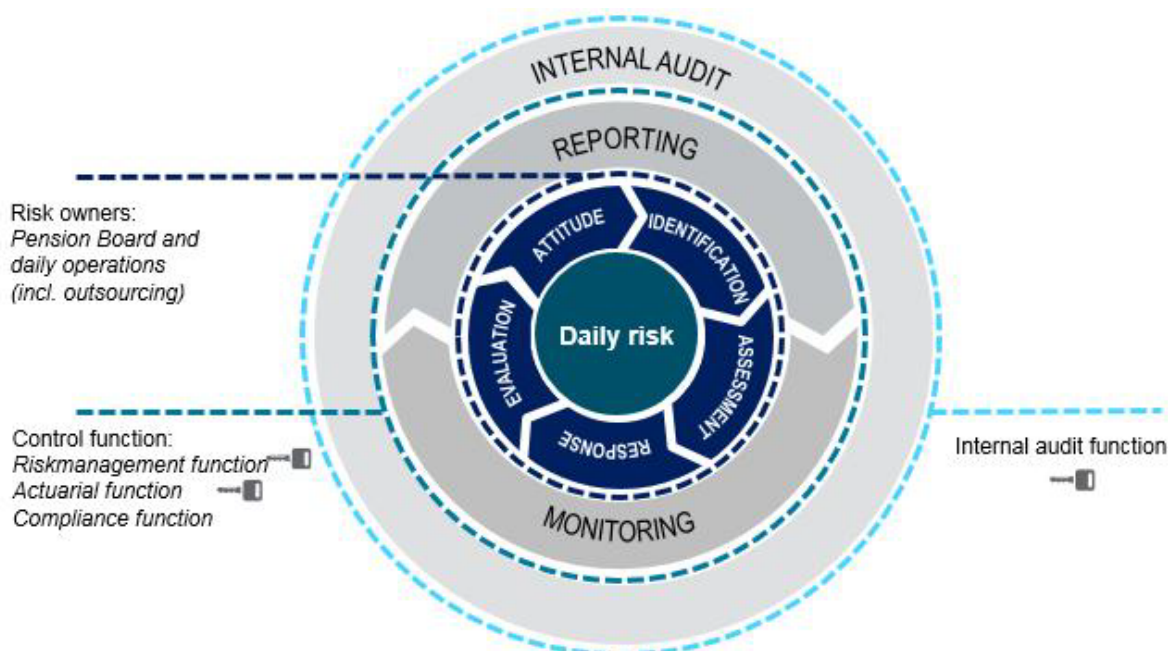 INTERNAL AUDIT
REPORTING
Risk owners:
Pension Board and
daily operations
(incl. outsourcing)
ATTITUDE
IDENTIFICATION
Daily risk
EVALUATION
ASSESSMENT
RESPONSE
MONITORING
Control function:
Riskmanagement function
Actuarial function
Compliance function
Internal audit function